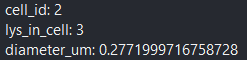 cell_id: 2
lys_in_cell: 3
diameter_um: 0.2771999716758728